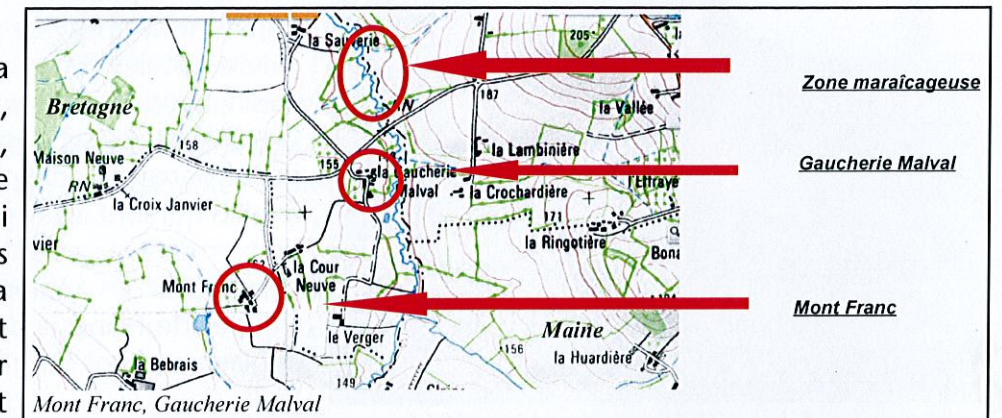 a
,
,
e
i
s
a
t
r
t
la Sauverie
205
Zone maraîcageuse
Bretagne
187
la Vallée
158
Maison Neuve
155
la Lambinière
la Gaucherie
Malval
Gaucherie Malval
RN
la Crochardière
la Croix Janvier
171
la Ringotière
vier
la Cour
Neuve
Mont Franc
Mont Franc
le Verger
Maine
156
la Huardière
la Bebrais
149
Mont Franc, Gaucherie Malval